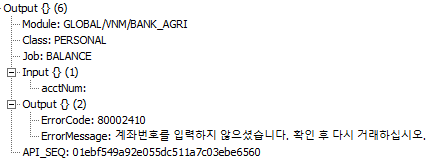 Output {} (6)
Module: GLOBAL/VNM/BANK_AGRI
Class: PERSONAL
Job: BALANCE
Input {} (1)
acctNum:
Output {} (2)
ErrorCode: 80002410
ErrorMessage: 계좌번호를 입력하지 않으셨습니다. 확인 후 다시 거래하십시오.
API_SEQ: 01ebf549a92e055dc511a7c03ebe6560